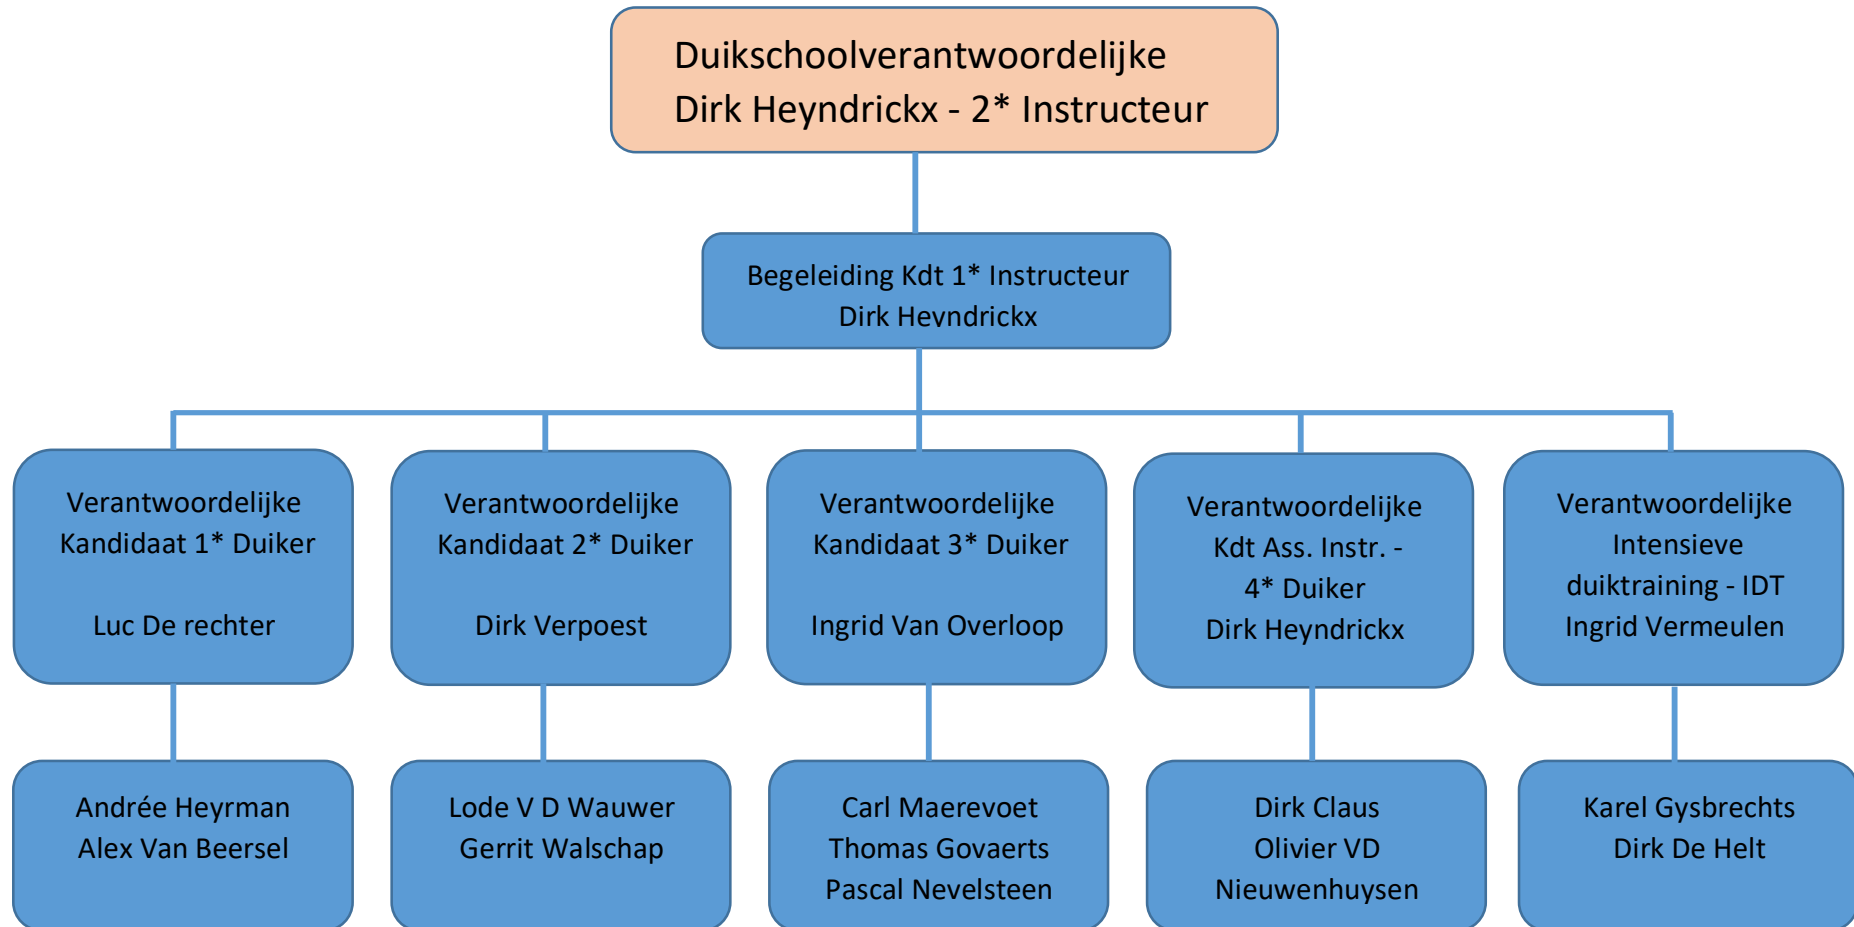 Duikschoolverantwoordelijke
Dirk Heyndrickx - 2* Instructeur
Begeleiding Kdt 1* Instructeur
Dirk Heyndrickx
Verantwoordelijke
Kandidaat 1* Duiker
Luc De rechter
Verantwoordelijke
Kandidaat 2* Duiker
Dirk Verpoest
Verantwoordelijke
Kandidaat 3* Duiker
Ingrid Van Overloop
Verantwoordelijke
Kdt Ass. Instr. -
4* Duiker
Dirk Heyndrickx
Verantwoordelijke
Intensieve
duiktraining - IDT
Ingrid Vermeulen
Andrée Heyrman
Alex Van Beersel
Lode V D Wauwer
Gerrit Walschap
Carl Maerevoet
Thomas Govaerts
Pascal Nevelsteen
Dirk Claus
Olivier VD
Nieuwenhuysen
Karel Gysbrechts
Dirk De Helt